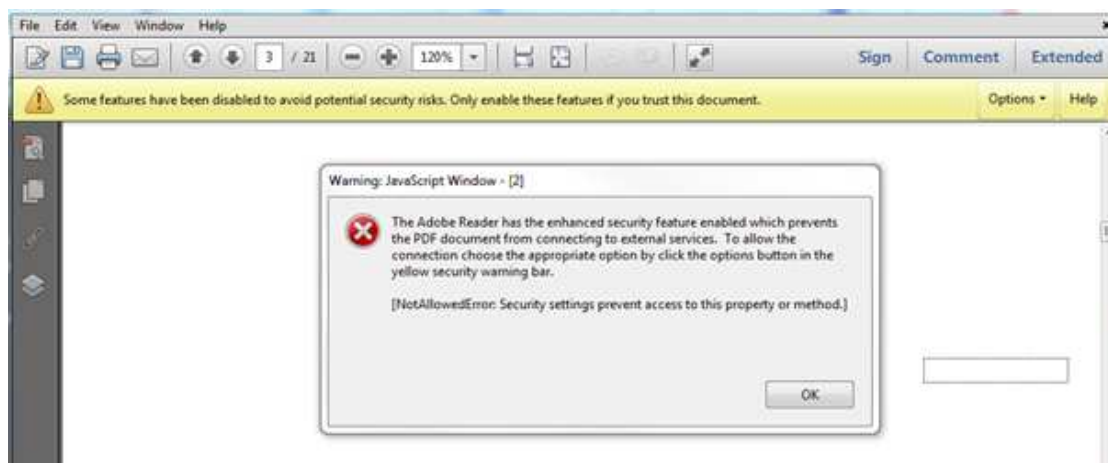 File Edit View Window Help
3 / 21 120% Sign Comment Extended
Some features have been disabled to avoid potential security risks. Only enable these features if you trust this document. Options Help
Warning: JavaScript Window - [2]
The Adobe Reader has the enhanced security feature enabled which prevents
the PDF document from connecting to external services. To allow the
connection choose the appropriate option by click the options button in the
yellow security warning bar.
[NotAllowedError: Security settings prevent access to this property or method.]
OK